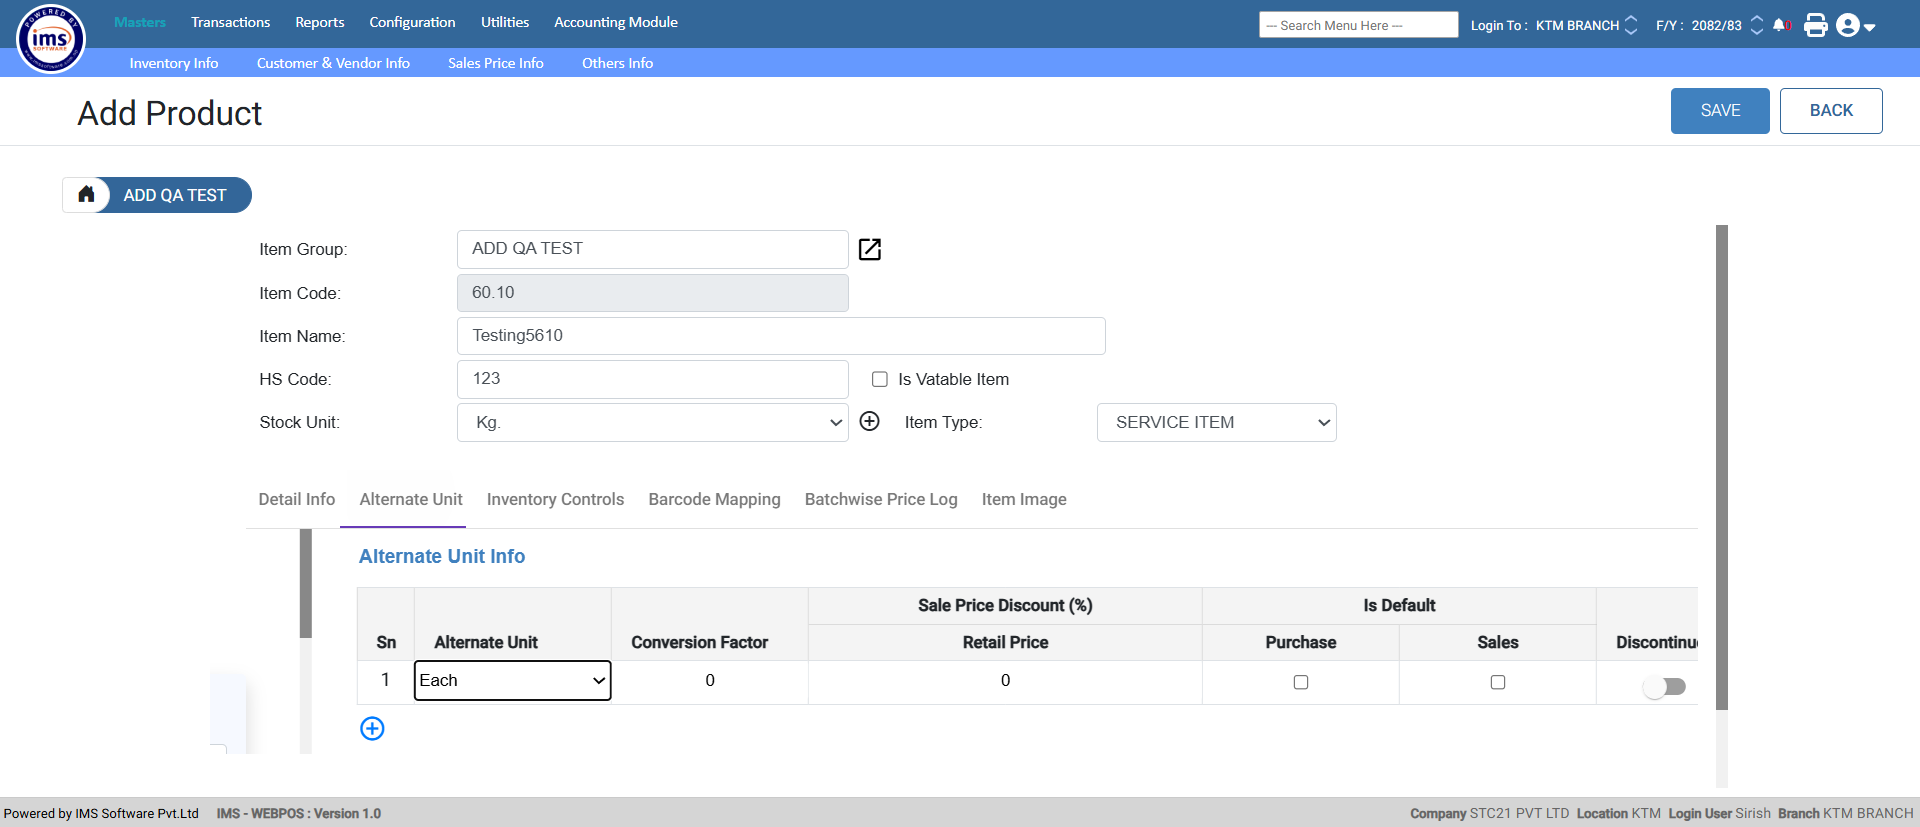 POWERED BY
ims
SOFTWARE
Masters Transactions Reports Configuration Utilities Accounting Module
--- Search Menu Here --- Login To : KTM BRANCH F/Y : 2082/83 0
Inventory Info Customer & Vendor Info Sales Price Info Others Info
Add Product SAVE BACK
ADD QA TEST
Item Group: ADD QA TEST
Item Code: 60.10
Item Name: Testing5610
HS Code: 123 Is Vatable Item
Stock Unit: Kg. Item Type: SERVICE ITEM
Detail Info Alternate Unit Inventory Controls Barcode Mapping Batchwise Price Log Item Image
Alternate Unit Info
Sale Price Discount (%) Is Default
Sn Alternate Unit Conversion Factor Retail Price Purchase Sales Discontinue
1 Each 0 0
Powered by IMS Software Pvt.Ltd IMS - WEBPOS : Version 1.0 Company STC21 PVT LTD Location KTM Login User Sirish Branch KTM BRANCH